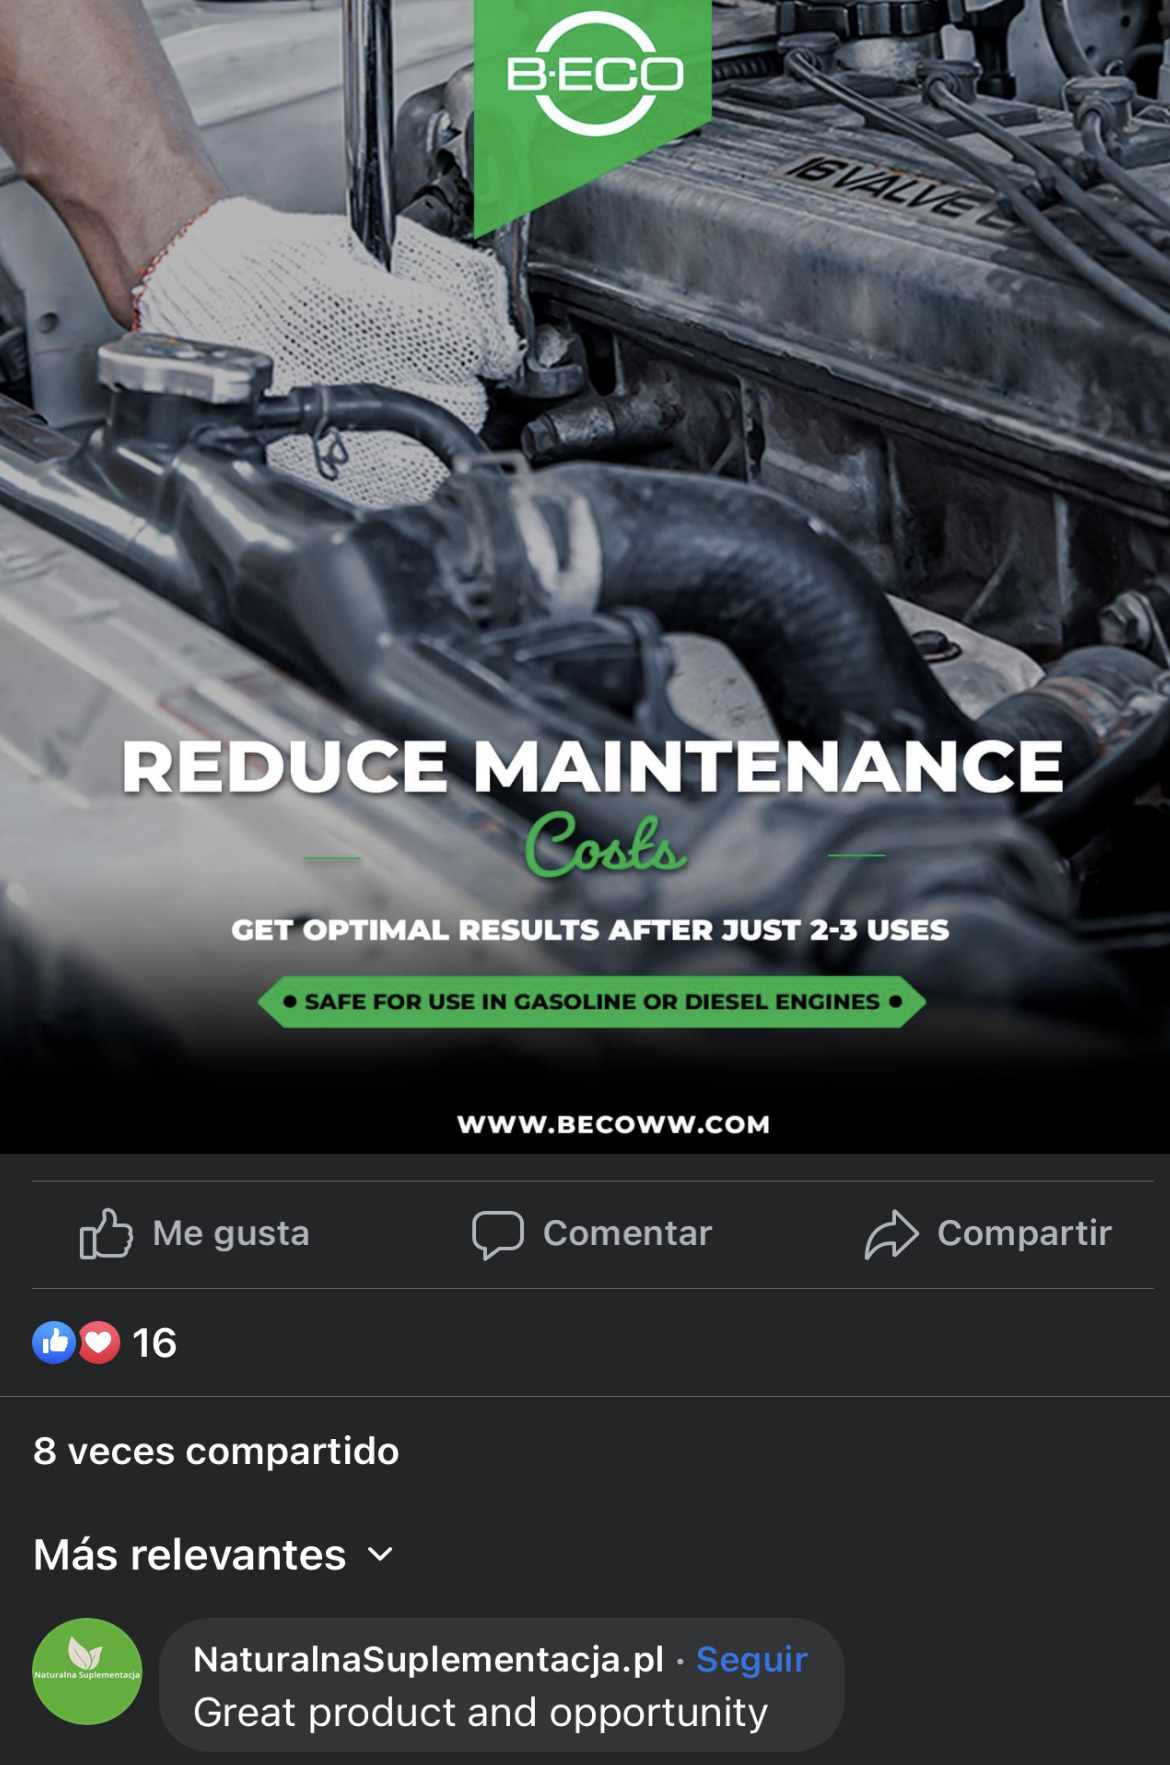 B·ECO
16 VALVE
REDUCE MAINTENANCE
Costs
GET OPTIMAL RESULTS AFTER JUST 2-3 USES
• SAFE FOR USE IN GASOLINE OR DIESEL ENGINES •
WWW.BECOWW.COM
Me gusta
Comentar
Compartir
16
8 veces compartido
Más relevantes
Naturalna Suplementacja
NaturalnaSuplementacja.pl · Seguir
Great product and opportunity